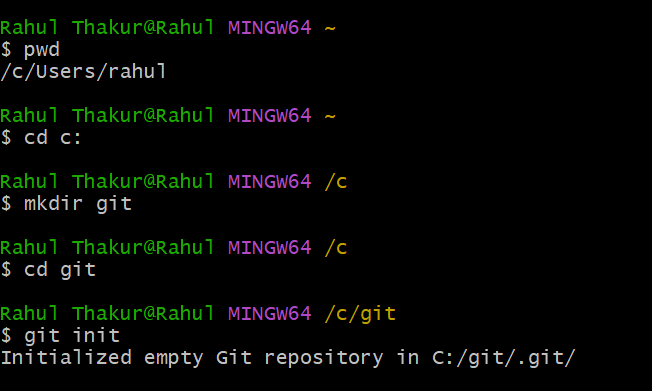 Rahul Thakur@Rahul MINGW64 ~
$ pwd
/c/Users/rahul
Rahul Thakur@Rahul MINGW64 ~
$ cd c:
Rahul Thakur@Rahul MINGW64 /c
$ mkdir git
Rahul Thakur@Rahul MINGW64 /c
$ cd git
Rahul Thakur@Rahul MINGW64 /c/git
$ git init
Initialized empty Git repository in C:/git/.git/